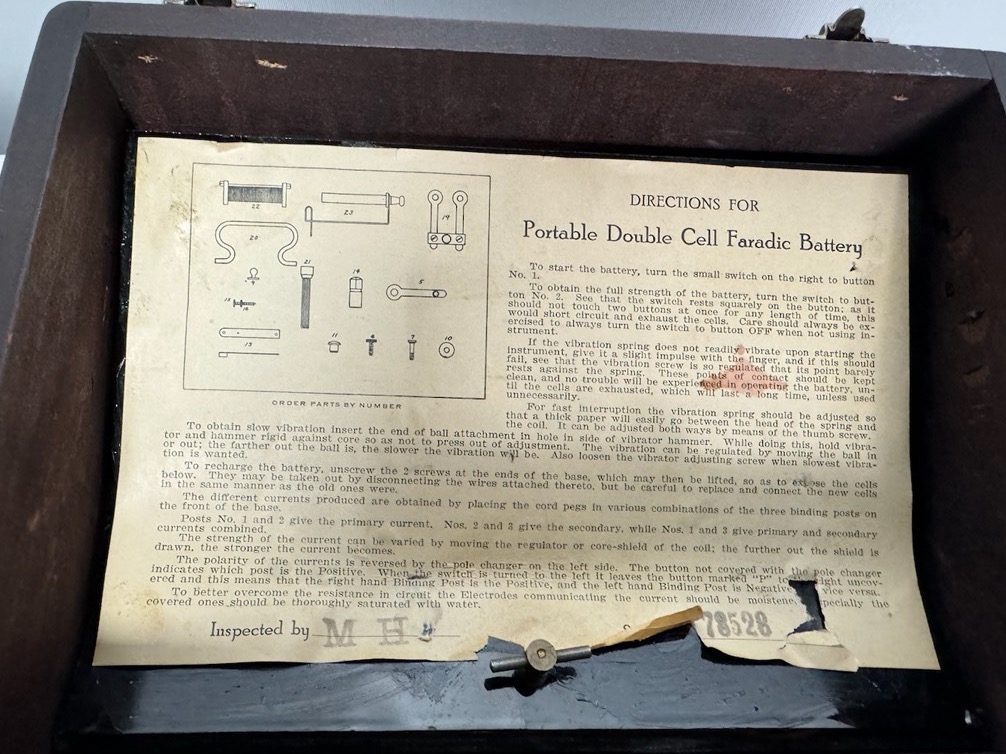 22
23
19
20
21
14
5
15
16
13
11
6
7
10
ORDER PARTS BY NUMBER
DIRECTIONS FOR
Portable Double Cell Faradic Battery
To start the battery, turn the small switch on the right to button
No. 1.
To obtain the full strength of the battery, turn the switch to but-
ton No. 2. See that the switch rests squarely on the button; as it
should not touch two buttons at once for any length of time, this
would short circuit and exhaust the cells. Care should always be ex-
ercised to always turn the switch to button OFF when not using in-
strument.
If the vibration spring does not readily vibrate upon starting the
instrument, give it a slight impulse with the finger, and if this should
fail, see that the vibration screw is so regulated that its point barely
rests against the spring. These points of contact should be kept
clean, and no trouble will be experienced in operating the battery, un-
til the cells are exhausted, which will last a long time, unless used
unnecessarily.
For fast interruption the vibration spring should be adjusted so
that a thick paper will easily go between the head of the spring and
the coil. It can be adjusted both ways by means of the thumb screw.
To obtain slow vibration insert the end of ball attachment in hole in side of vibrator hammer. While doing this, hold vibra-
tor and hammer rigid against core so as not to press out of adjustment. The vibration can be regulated by moving the ball in
or out; the farther out the ball is, the slower the vibration will be. Also loosen the vibrator adjusting screw when slowest vibra-
tion is wanted.
To recharge the battery, unscrew the 2 screws at the ends of the base, which may then be lifted, so as to expose the cells
below. They may be taken out by disconnecting the wires attached thereto, but be careful to replace and connect the new cells
in the same manner as the old ones were.
The different currents produced are obtained by placing the cord pegs in various combinations of the three binding posts on
the front of the base.
Posts No. 1 and 2 give the primary current, Nos. 2 and 3 give the secondary, while Nos. 1 and 3 give primary and secondary
currents combined.
The strength of the current can be varied by moving the regulator or core-shield of the coil; the further out the shield is
drawn, the stronger the current becomes.
The polarity of the currents is reversed by the pole changer on the left side. The button not covered with the pole changer
indicates which post is the Positive. When the switch is turned to the left it leaves the button marked "P" to right uncov-
ered and this means that the right hand Binding Post is the Positive, and the left hand Binding Post is Negative, vice versa.
To better overcome the resistance in circuit the Electrodes communicating the current should be moistene, specially the
covered ones should be thoroughly saturated with water.
Inspected by M H
78528